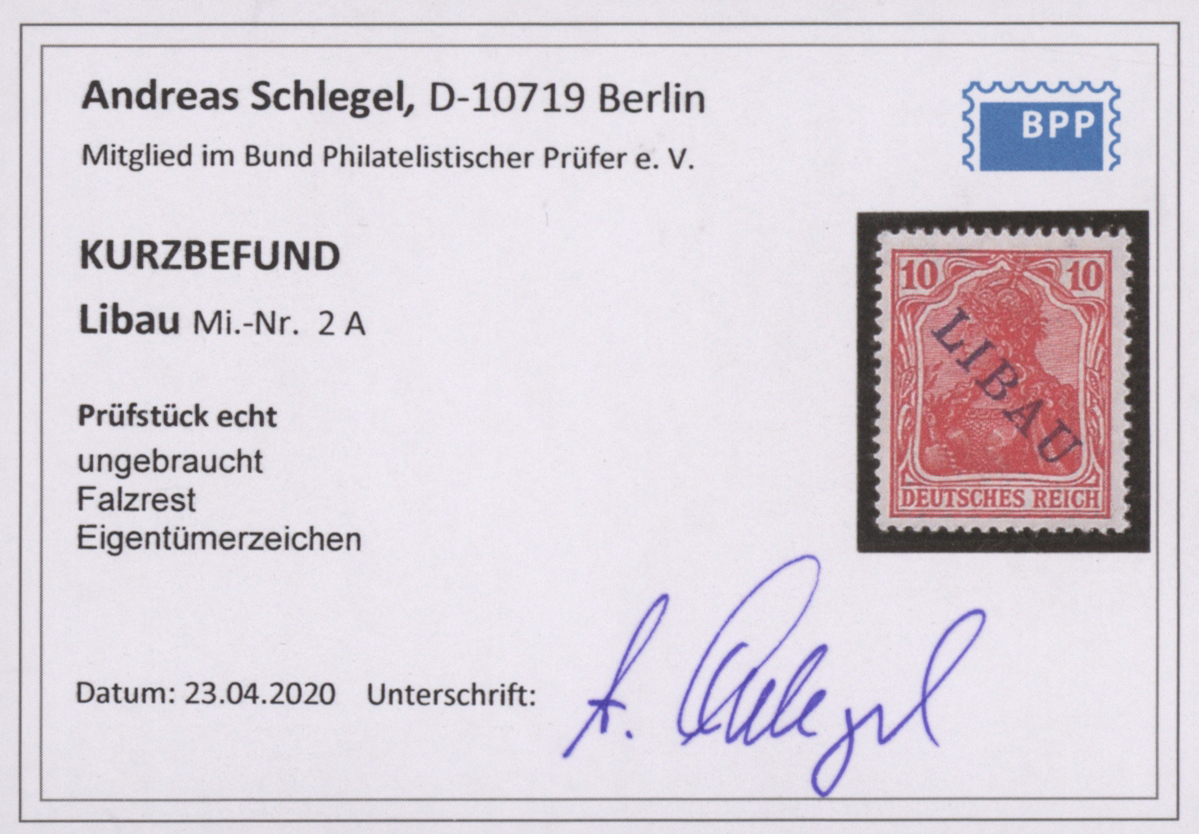 Andreas Schlegel, D-10719 Berlin
Mitglied im Bund Philatelistischer Prüfer e. V.
BPP
KURZBEFUND
Libau Mi.-Nr. 2 A
10 10
LIBAU
DEUTSCHES REICH
Prüfstück echt
ungebraucht
Falzrest
Eigentümerzeichen
Datum: 23.04.2020 Unterschrift:
A. Schlegel